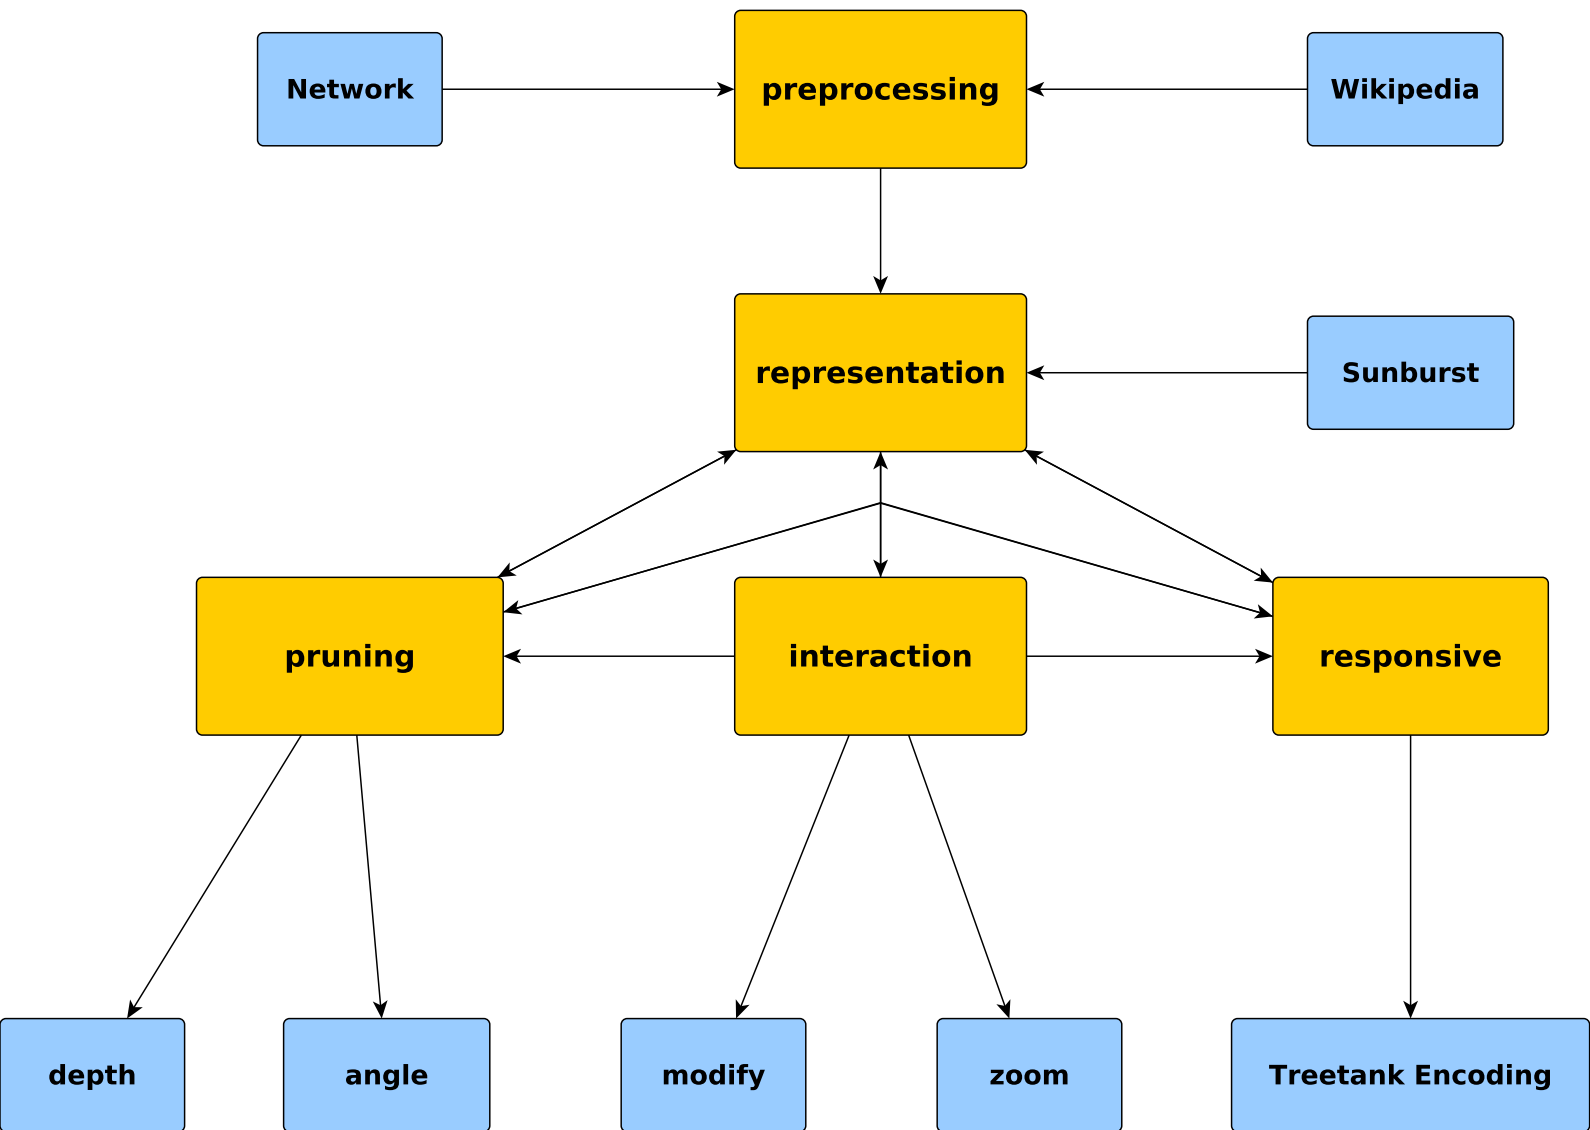 Network
preprocessing
Wikipedia
representation
Sunburst
pruning
interaction
responsive
depth
angle
modify
zoom
Treetank Encoding